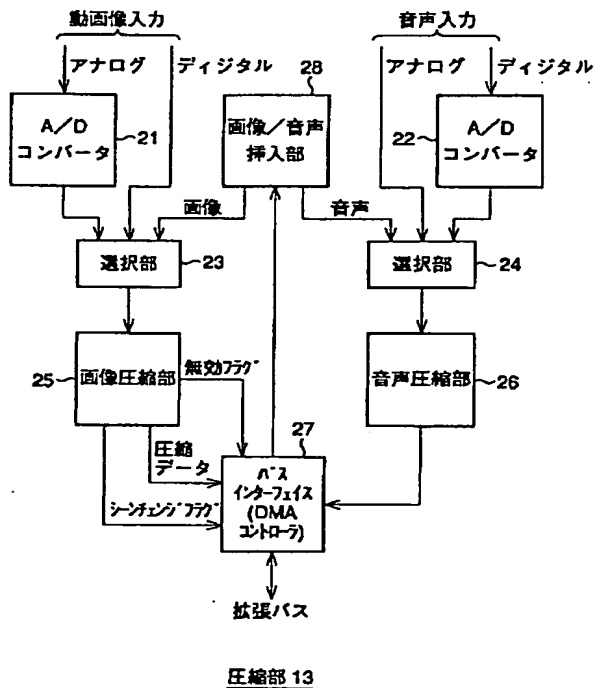 動画像入力
音声入力
アナログ
ディジタル
28
アナログ
ディジタル
A/D
コンバータ
21
画像/音声
挿入部
22
A/D
コンバータ
画像
音声
選択部
23
選択部
24
25
画像圧縮部
無効フラグ
音声圧縮部
26
圧縮
データ
27
シーンチェンジフラグ
バス
インターフェイス
(DMA
コントローラ)
拡張バス
圧縮部 13